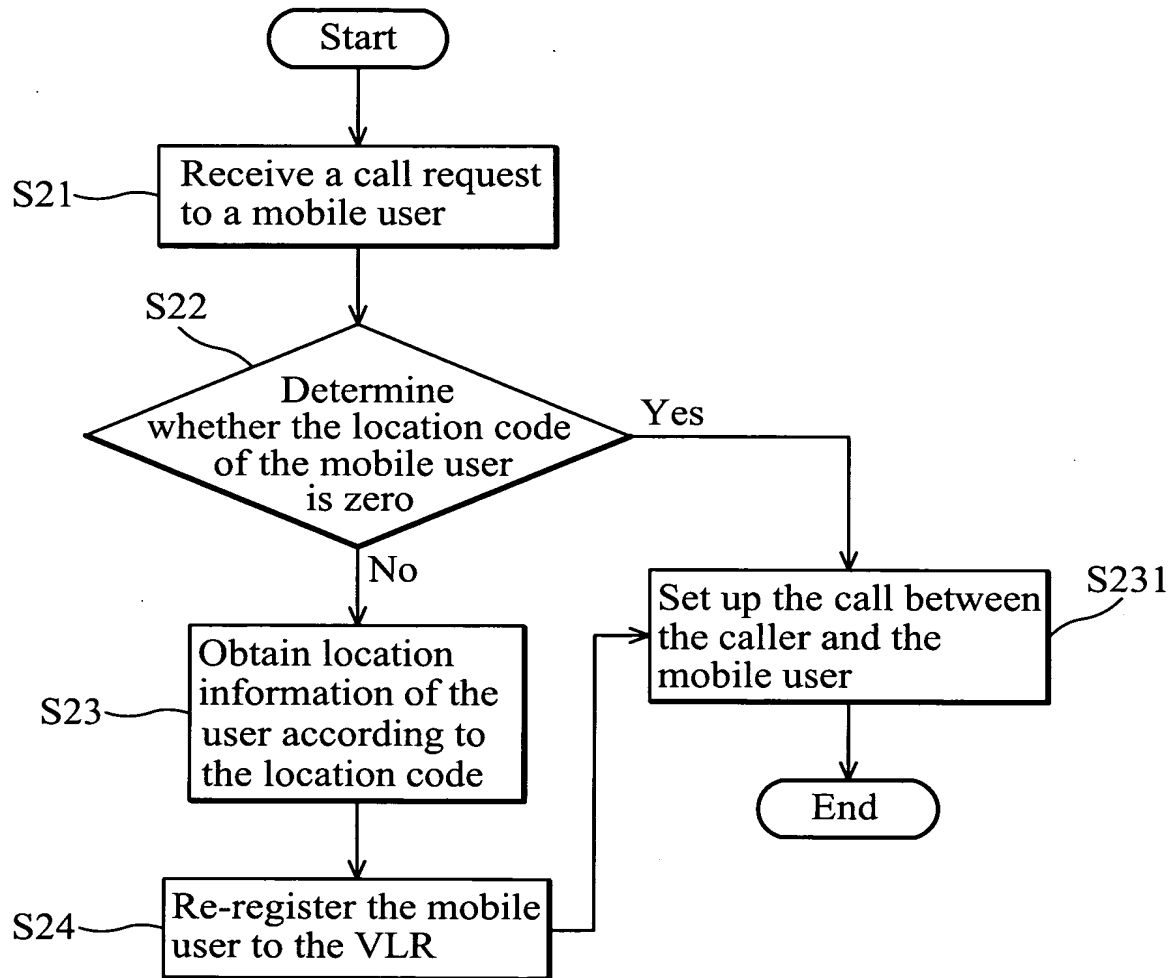 Start
S21
Receive a call request
to a mobile user
S22
Determine
whether the location code
of the mobile user
is zero
Yes
No
S231
Set up the call between
the caller and the
mobile user
S23
Obtain location
information of the
user according to
the location code
End
S24
Re-register the mobile
user to the VLR